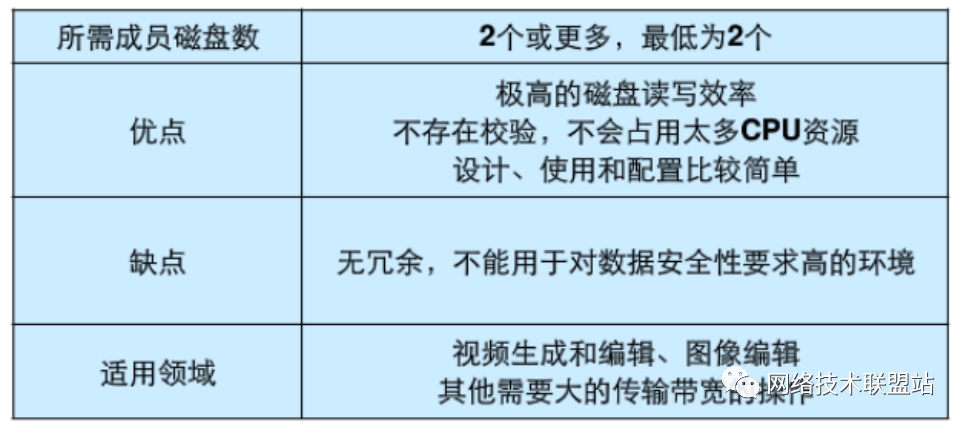 所需成员磁盘数
2个或更多，最低为2个
优点
极高的磁盘读写效率
不存在校验，不会占用太多CPU资源
设计、使用和配置比较简单
缺点
无冗余，不能用于对数据安全性要求高的环境
适用领域
视频生成和编辑、图像编辑
其他需要大的传输带宽的操作
网络技术联盟站